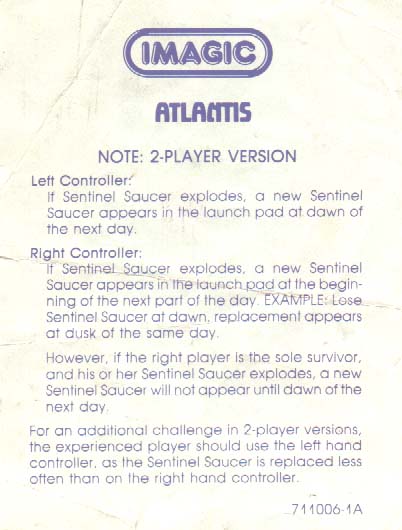 IMAGIC
ATLANTIS
NOTE: 2-PLAYER VERSION
Left Controller:
If Sentinel Saucer explodes, a new Sentinel
Saucer appears in the launch pad at dawn of
the next day.
Right Controller:
If Sentinel Saucer explodes, a new Sentinel
Saucer appears in the launch pad at the begin-
ning of the next part of the day. EXAMPLE: Lose
Sentinel Saucer at dawn, replacement appears
at dusk of the same day.
However, if the right player is the sole survivor,
and his or her Sentinel Saucer explodes, a new
Sentinel Saucer will not appear until dawn of the
next day.
For an additional challenge in 2-player versions,
the experienced player should use the left hand
controller, as the Sentinel Saucer is replaced less
often than on the right hand controller.
711006-1A